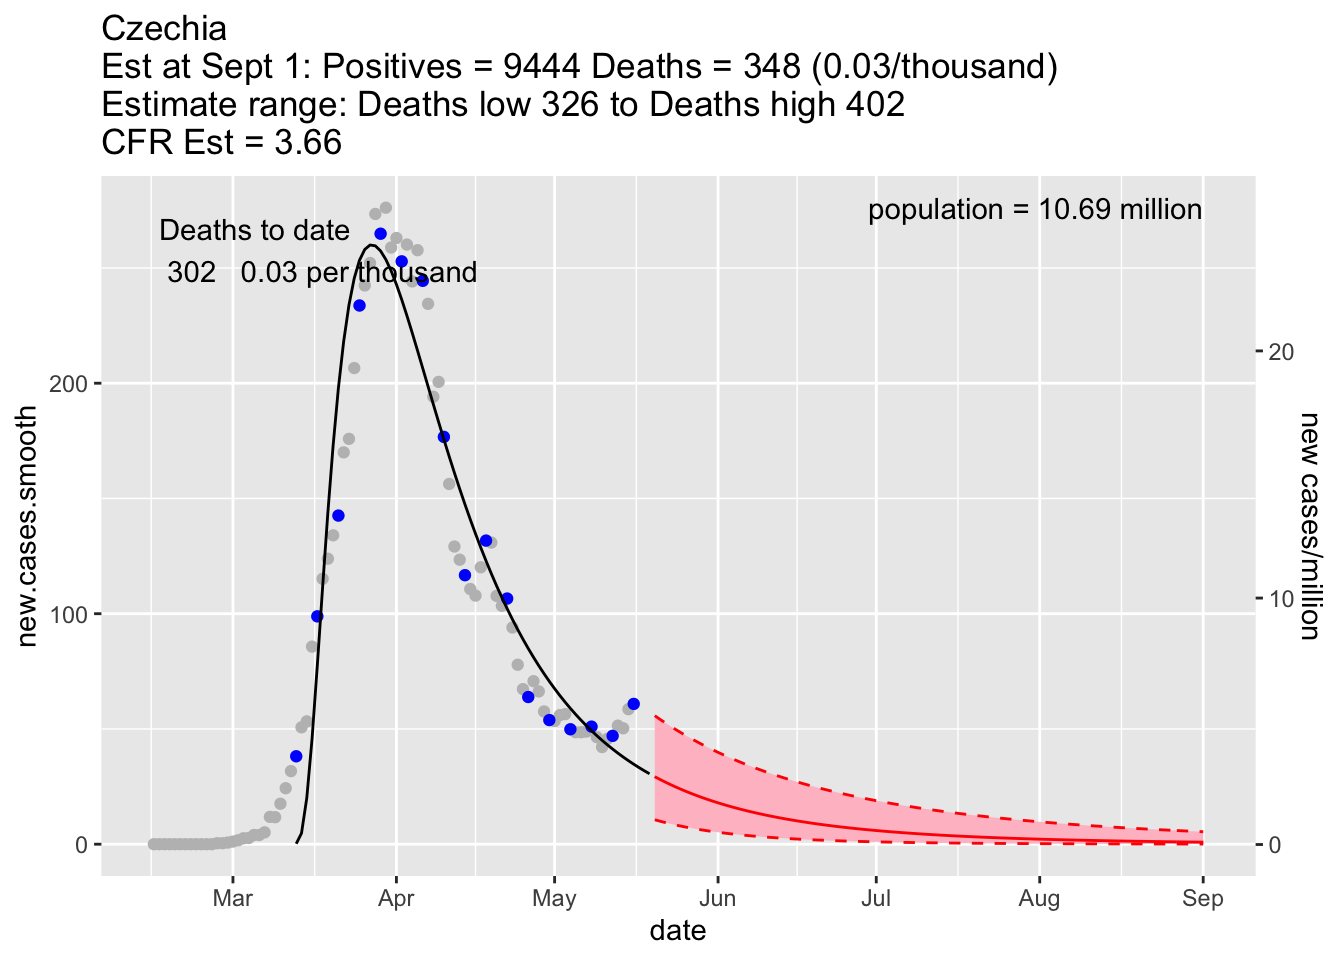 Czechia
Est at Sept 1: Positives = 9444 Deaths = 348 (0.03/thousand)
Estimate range: Deaths low 326 to Deaths high 402
CFR Est = 3.66
population = 10.69 million
Deaths to date
302 0.03 per thousand
new.cases.smooth
200
100
0
20
10
0
new cases/million
Mar Apr May Jun Jul Aug Sep
date